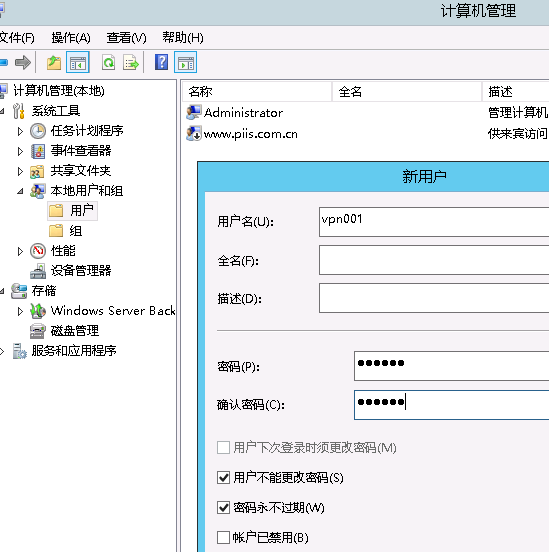 计算机管理
文件(F) 操作(A) 查看(V) 帮助(H)
计算机管理(本地)
系统工具
任务计划程序
事件查看器
共享文件夹
本地用户和组
用户
组
性能
设备管理器
存储
Windows Server Back
磁盘管理
服务和应用程序
名称 全名 描述
Administrator 管理计算机
www.piis.com.cn 供来宾访问
新用户
用户名(U): vpn001
全名(F):
描述(D):
密码(P): ●●●●●●
确认密码(C): ●●●●●●
用户下次登录时须更改密码(M)
用户不能更改密码(S)
密码永不过期(W)
帐户已禁用(B)